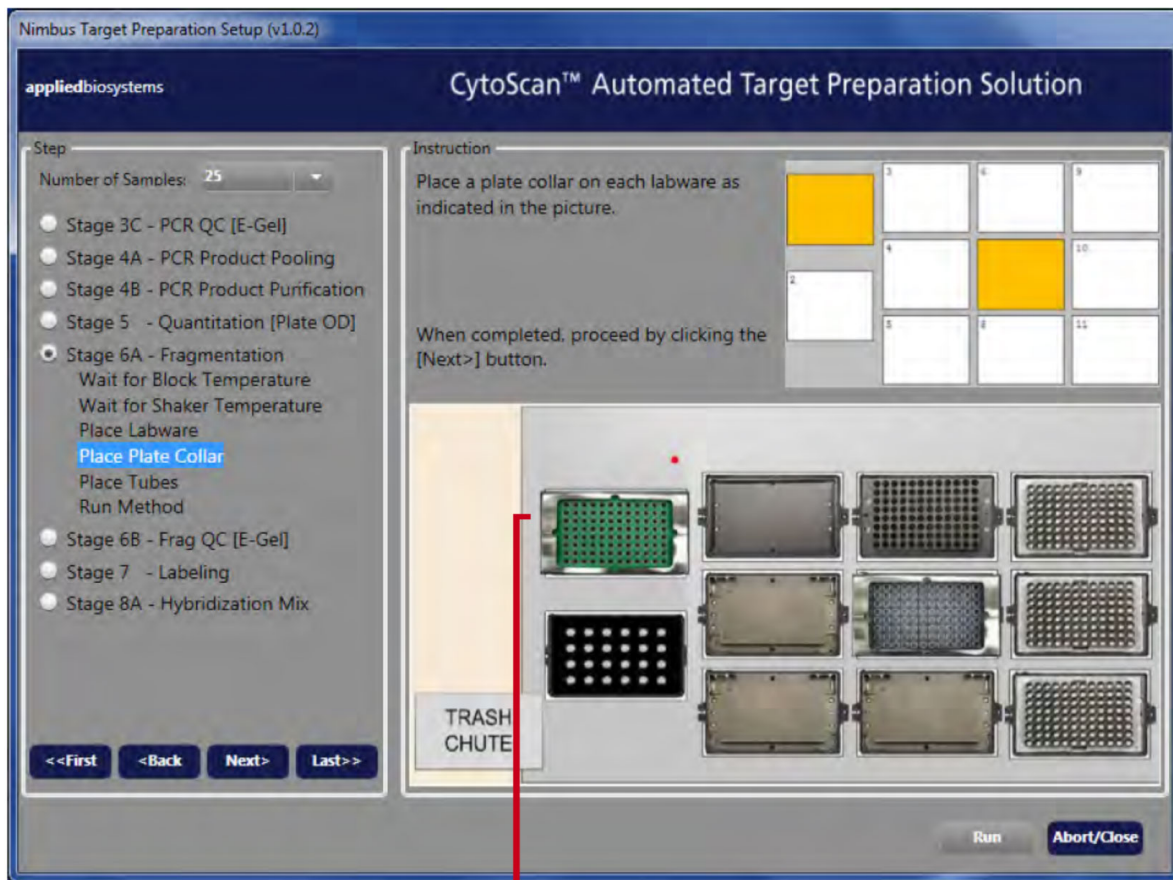 Nimbus Target Preparation Setup (v1.0.2)
appliedbiosystems
CytoScan™ Automated Target Preparation Solution
Step
Number of Samples: 25
Stage 3C - PCR QC [E-Gel]
Stage 4A - PCR Product Pooling
Stage 4B - PCR Product Purification
Stage 5 - Quantitation [Plate OD]
Stage 6A - Fragmentation
Wait for Block Temperature
Wait for Shaker Temperature
Place Labware
Place Plate Collar
Place Tubes
Run Method
Stage 6B - Frag QC [E-Gel]
Stage 7 - Labeling
Stage 8A - Hybridization Mix
<<First <Back Next> Last>>
Instruction
Place a plate collar on each labware as
indicated in the picture.
When completed, proceed by clicking the
[Next>] button.
3 6 9
2 4 10
5 8 11
TRASH
CHUTE
Run Abort/Close